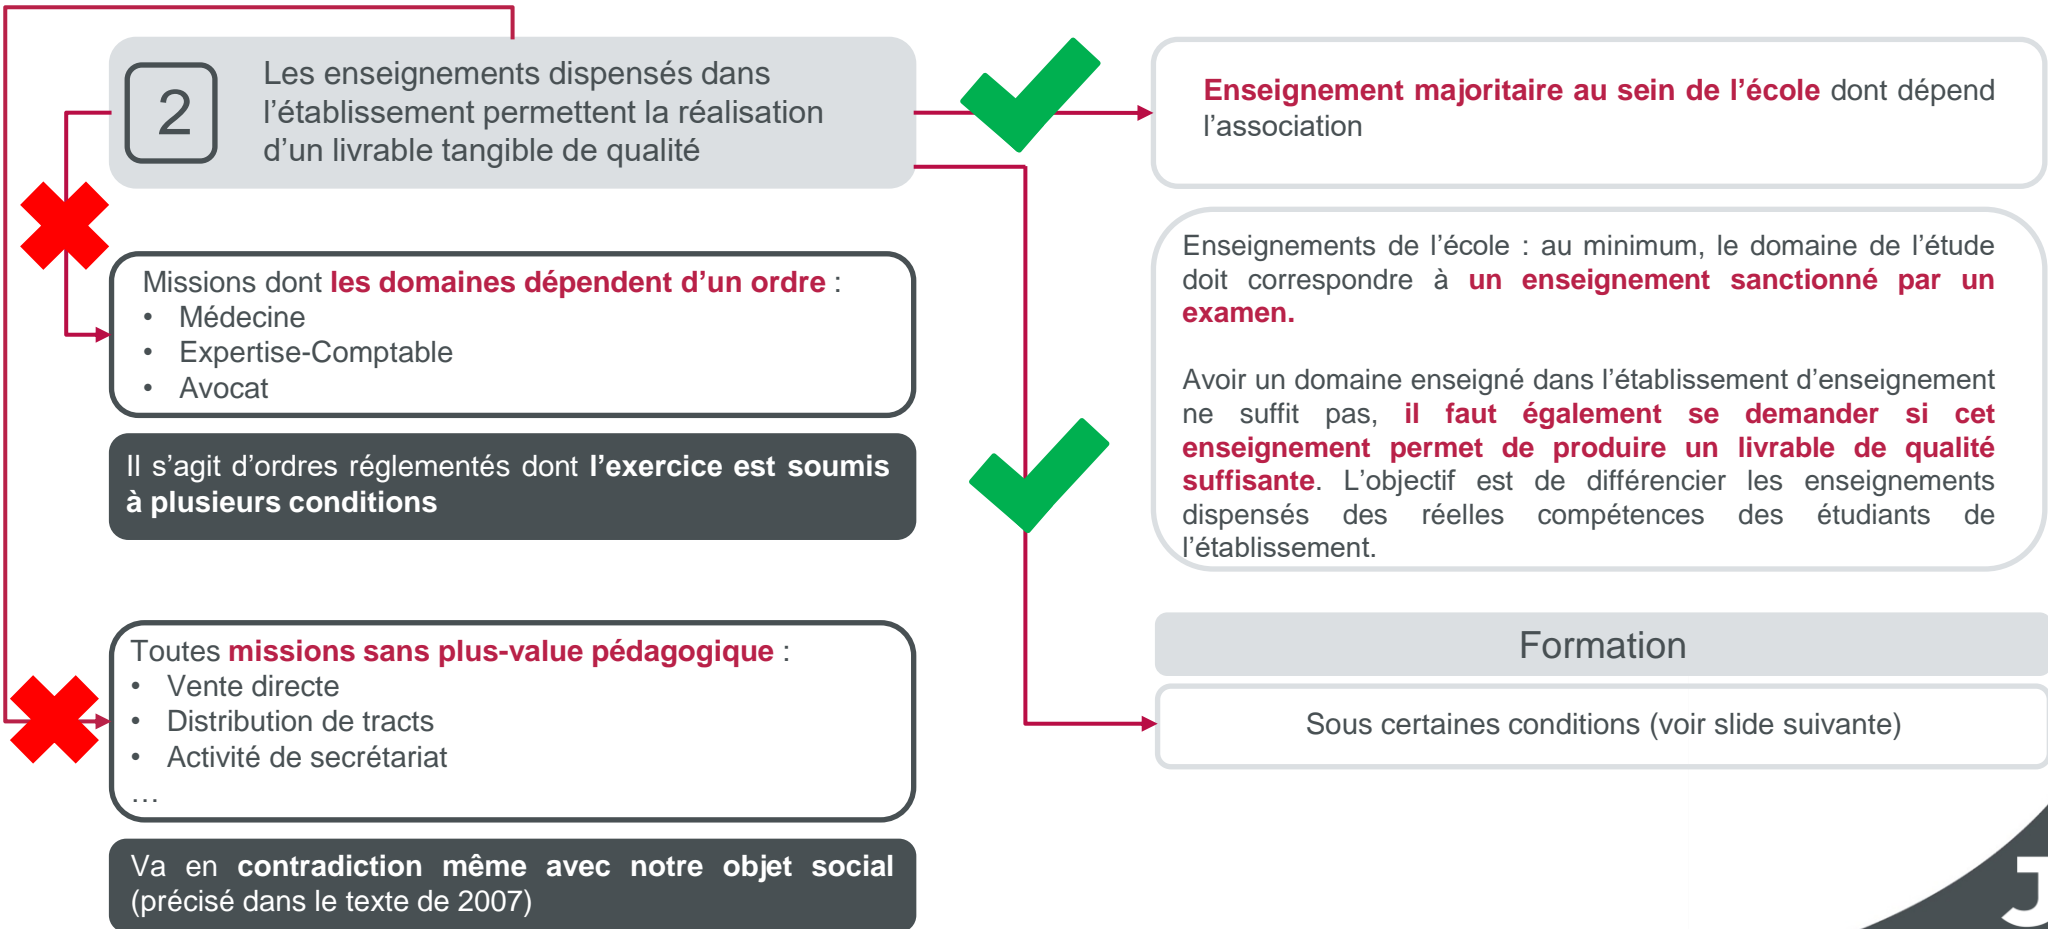 2
Les enseignements dispensés dans
l’établissement permettent la réalisation
d’un livrable tangible de qualité
Missions dont les domaines dépendent d’un ordre :
• Médecine
• Expertise-Comptable
• Avocat
Il s’agit d’ordres réglementés dont l’exercice est soumis
à plusieurs conditions
Toutes missions sans plus-value pédagogique :
• Vente directe
• Distribution de tracts
• Activité de secrétariat
…
Va en contradiction même avec notre objet social
(précisé dans le texte de 2007)
Enseignement majoritaire au sein de l’école dont dépend
l’association
Enseignements de l’école : au minimum, le domaine de l’étude
doit correspondre à un enseignement sanctionné par un
examen.
Avoir un domaine enseigné dans l’établissement d’enseignement
ne suffit pas, il faut également se demander si cet
enseignement permet de produire un livrable de qualité
suffisante. L’objectif est de différencier les enseignements
dispensés des réelles compétences des étudiants de
l’établissement.
Formation
Sous certaines conditions (voir slide suivante)
J